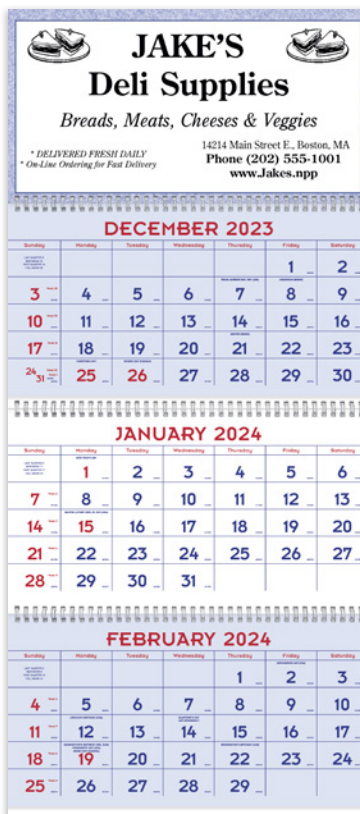 JAKE'S
Deli Supplies
Breads, Meats, Cheeses & Veggies
* DELIVERED FRESH DAILY
* On-Line Ordering for Fast Delivery
14214 Main Street E., Boston, MA
Phone (202) 555-1001
www.Jakes.npp
DECEMBER 2023
Sunday Monday Tuesday Wednesday Thursday Friday Saturday
1 2
3 4 5 6 7 8 9
10 11 12 13 14 15 16
17 18 19 20 21 22 23
24 31 25 26 27 28 29 30
JANUARY 2024
Sunday Monday Tuesday Wednesday Thursday Friday Saturday
1 2 3 4 5 6
7 8 9 10 11 12 13
14 15 16 17 18 19 20
21 22 23 24 25 26 27
28 29 30 31
FEBRUARY 2024
Sunday Monday Tuesday Wednesday Thursday Friday Saturday
1 2 3
4 5 6 7 8 9 10
11 12 13 14 15 16 17
18 19 20 21 22 23 24
25 26 27 28 29